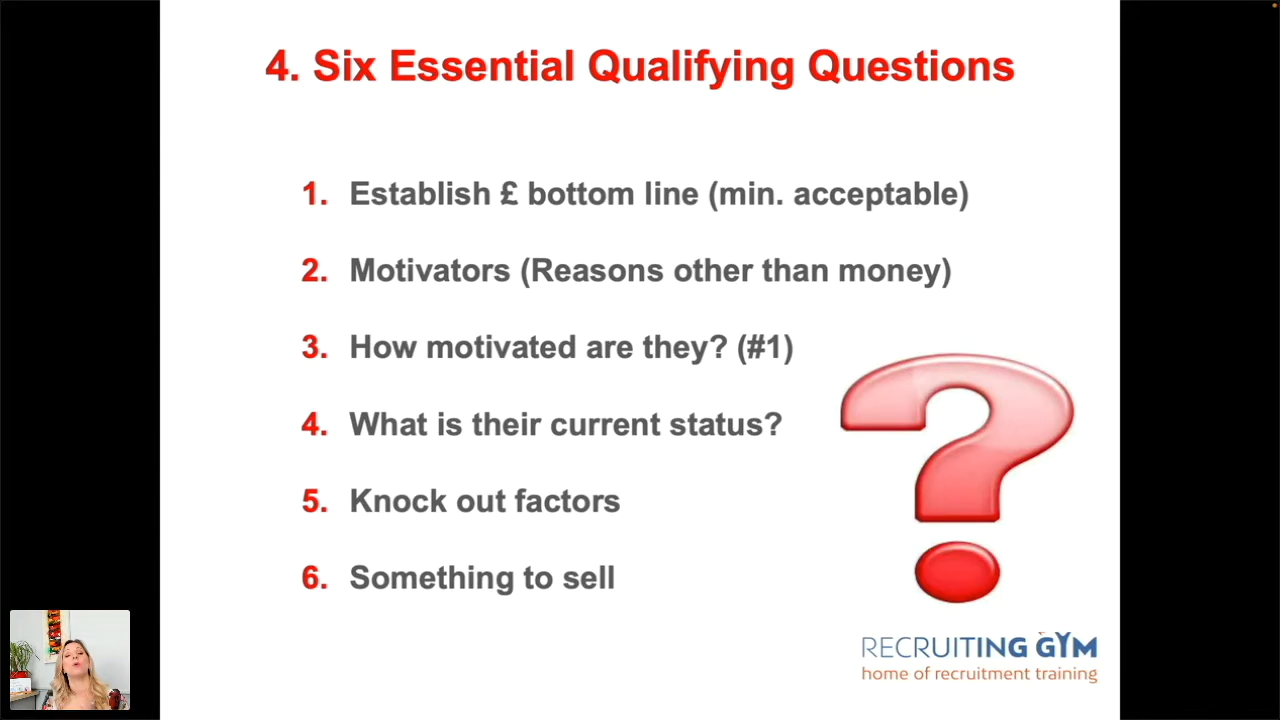 4. Six Essential Qualifying Questions
1. Establish £ bottom line (min. acceptable)
2. Motivators (Reasons other than money)
3. How motivated are they? (#1)
4. What is their current status?
5. Knock out factors
6. Something to sell
RECRUITING GYM
home of recruitment training